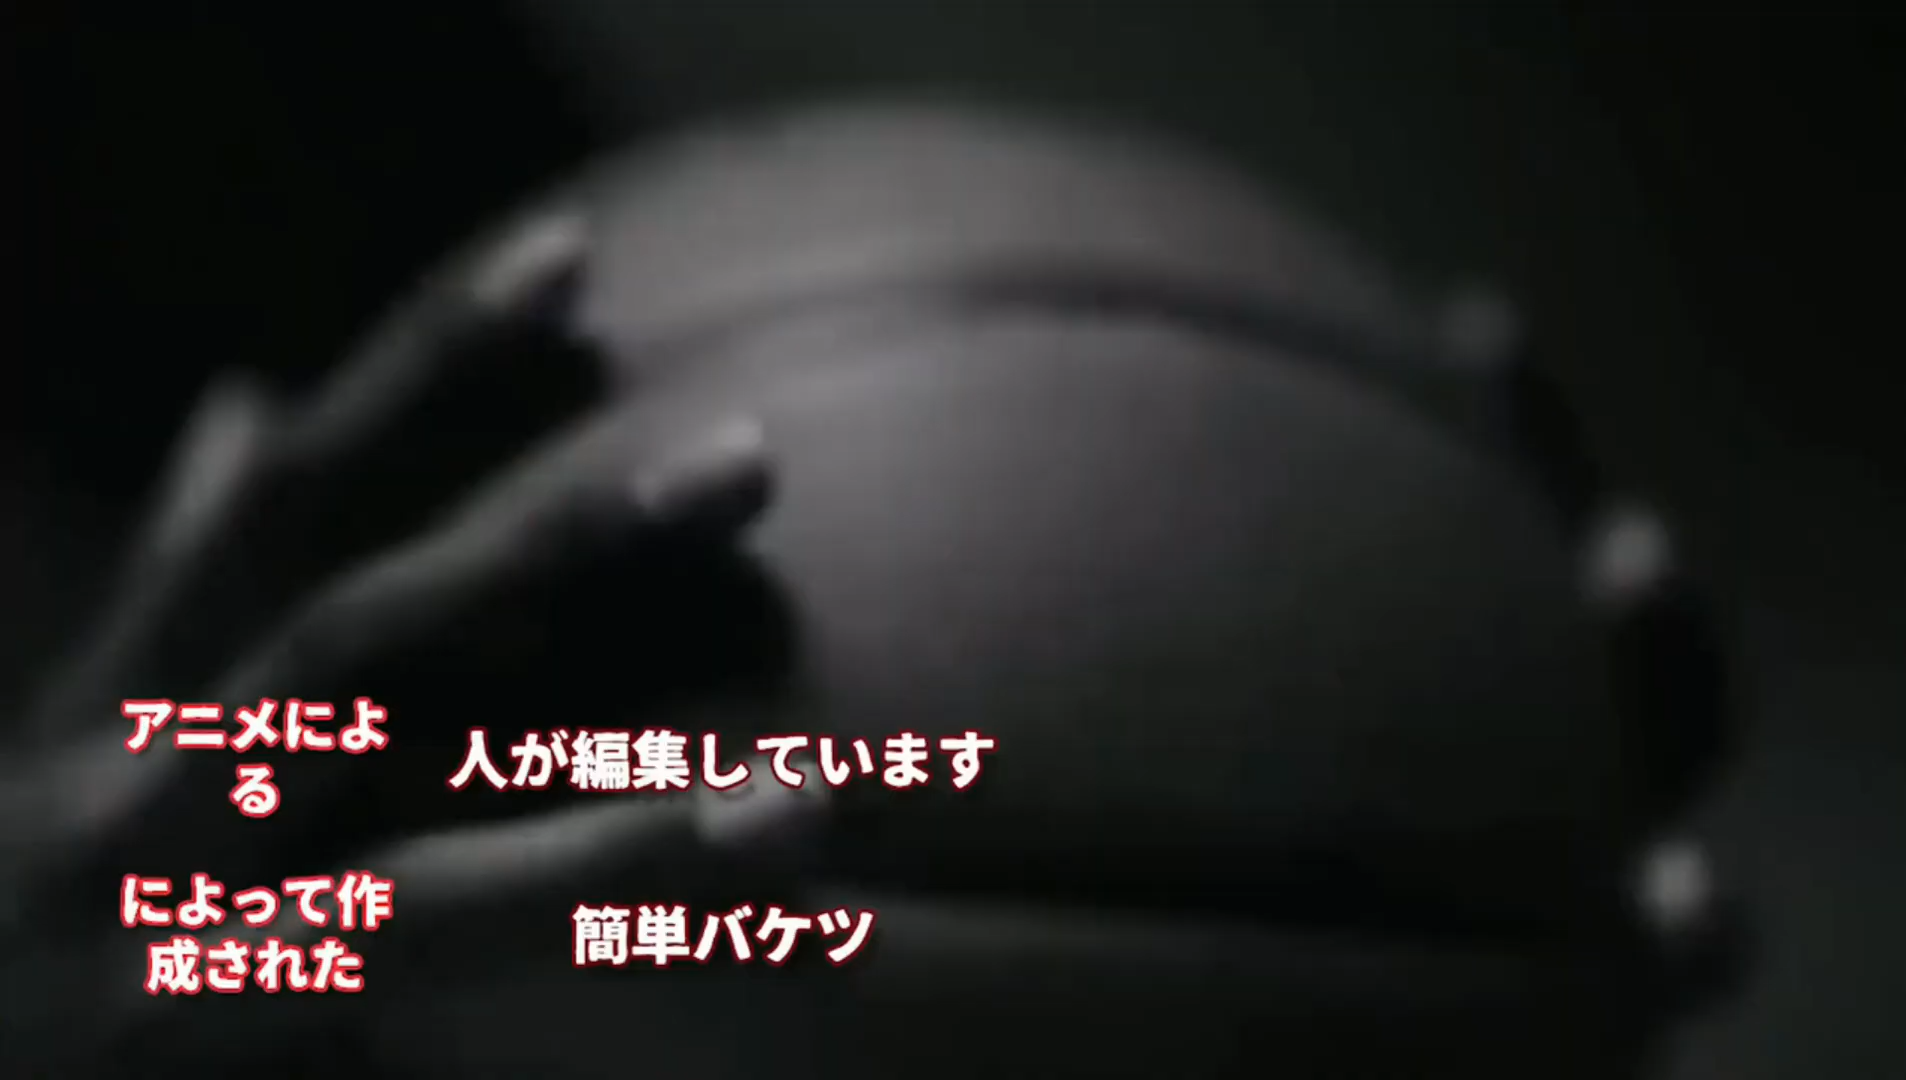 アニメによ
る
人が編集しています
によって作
成された
簡単バケツ